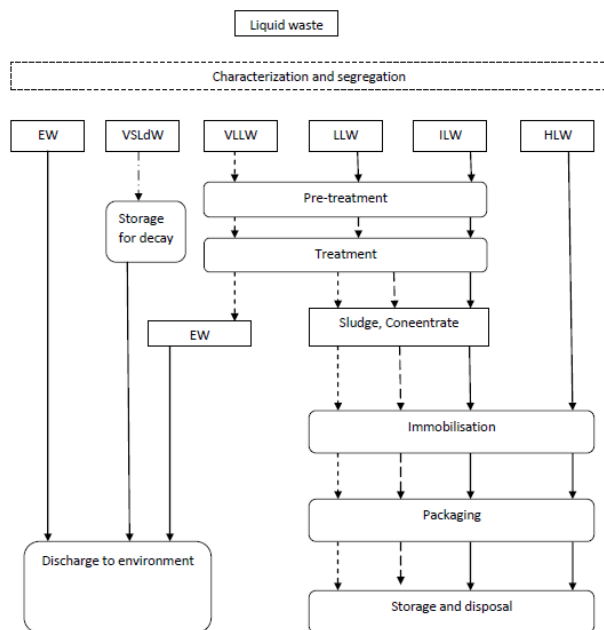 Liquid waste
Characterization and segregation
EW
VSLdW
VLLW
LLW
ILW
HLW
Pre-treatment
Storage
for decay
Treatment
Sludge, Coneentrate
EW
Immobilisation
Packaging
Discharge to environment
Storage and disposal